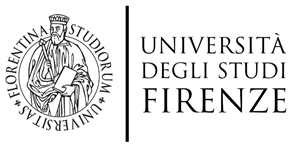 FLORENTINA STUDIORUM UNIVERSITAS
UNIVERSITÀ
DEGLI STUDI
FIRENZE